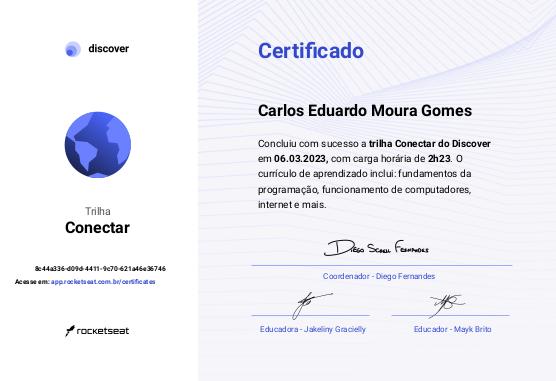 discover
Trilha
Conectar
8c44a336-d09d-4411-9c70-621a46e36746
Acesse em: app.rocketseat.com.br/certificates
rocketseat
Certificado
Carlos Eduardo Moura Gomes
Concluiu com sucesso a trilha Conectar do Discover
em 06.03.2023, com carga horária de 2h23. O
currículo de aprendizado inclui: fundamentos da
programação, funcionamento de computadores,
internet e mais.
Coordenador - Diego Fernandes
Educadora - Jakeliny Gracielly
Educador - Mayk Brito